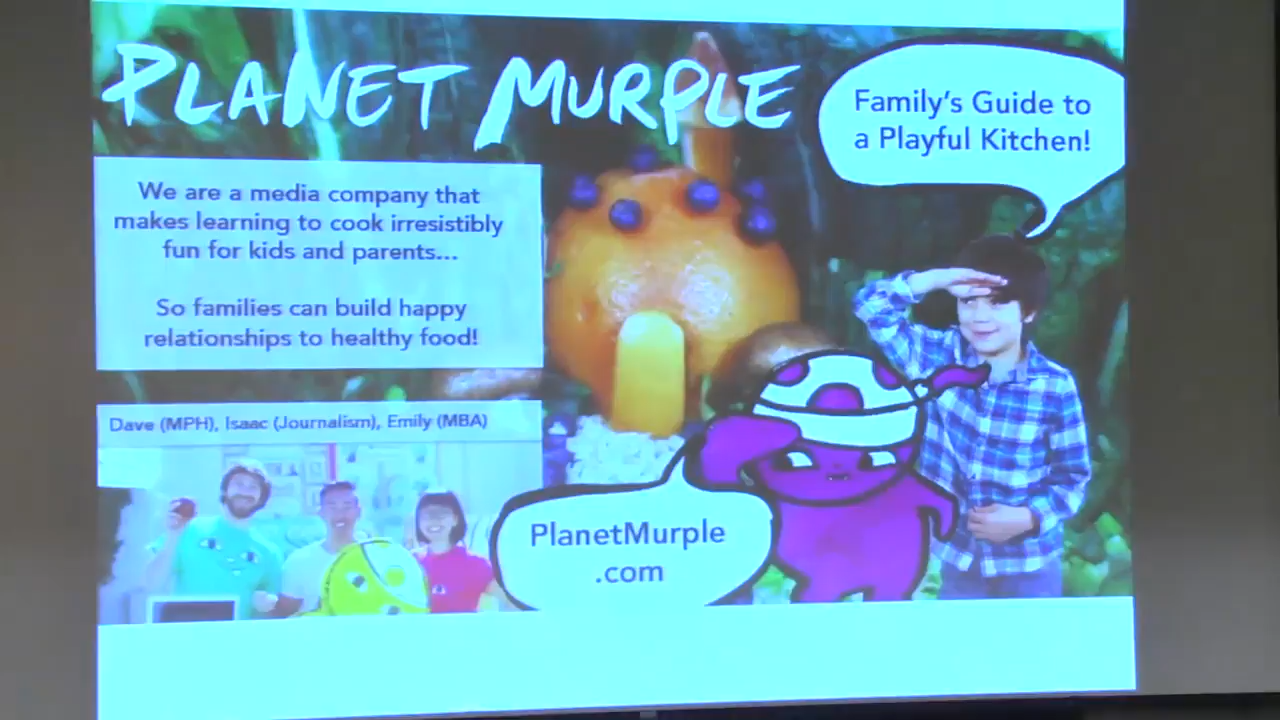 PLANET MURPLE
Family's Guide to
a Playful Kitchen!
We are a media company that
makes learning to cook irresistibly
fun for kids and parents...
So families can build happy
relationships to healthy food!
Dave (MPH), Isaac (Journalism), Emily (MBA)
PlanetMurple
.com